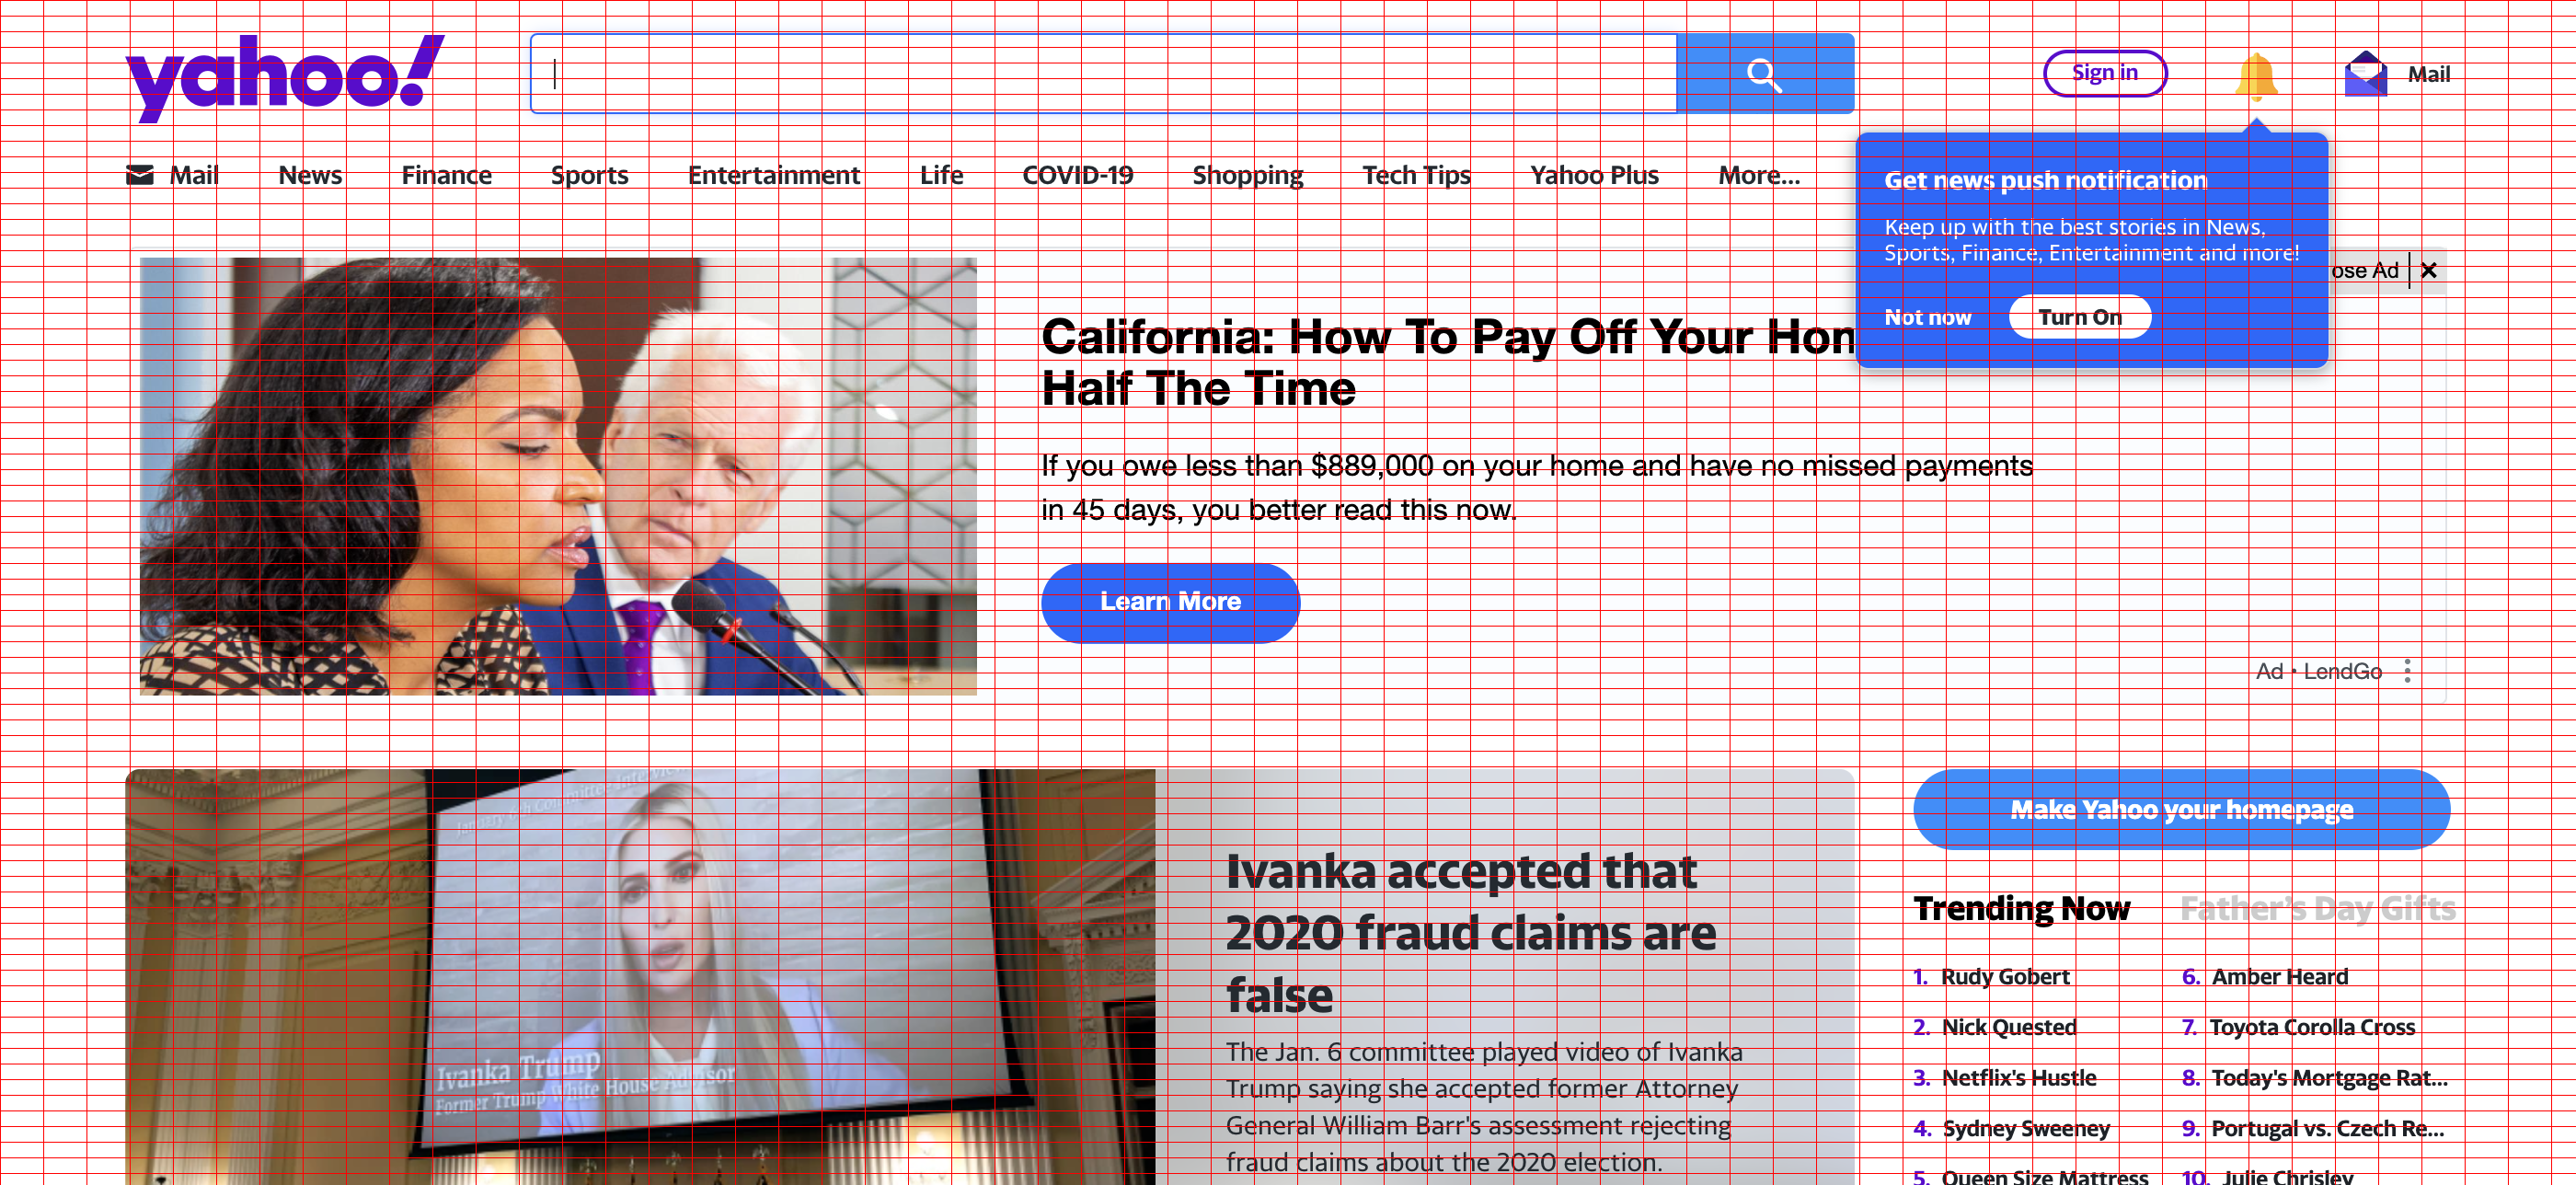 yahoo!
Sign in
Mail
Mail News Finance Sports Entertainment Life COVID-19 Shopping Tech Tips Yahoo Plus More...
Get news push notification
Keep up with the best stories in News,
Sports, Finance, Entertainment and more!
Not now Turn On
ose Ad
California: How To Pay Off Your Hom
Half The Time
If you owe less than $889,000 on your home and have no missed payments
in 45 days, you better read this now.
Learn More
Ad • LendGo
January 6th Committee Interview
Ivanka Trump
Former Trump White House Advisor
Ivanka accepted that
2020 fraud claims are
false
The Jan. 6 committee played video of Ivanka
Trump saying she accepted former Attorney
General William Barr's assessment rejecting
fraud claims about the 2020 election.
Make Yahoo your homepage
Trending Now Father's Day Gifts
1. Rudy Gobert
2. Nick Quested
3. Netflix's Hustle
4. Sydney Sweeney
5. Queen Size Mattress
6. Amber Heard
7. Toyota Corolla Cross
8. Today's Mortgage Rat...
9. Portugal vs. Czech Re...
10. Julie Chrisley